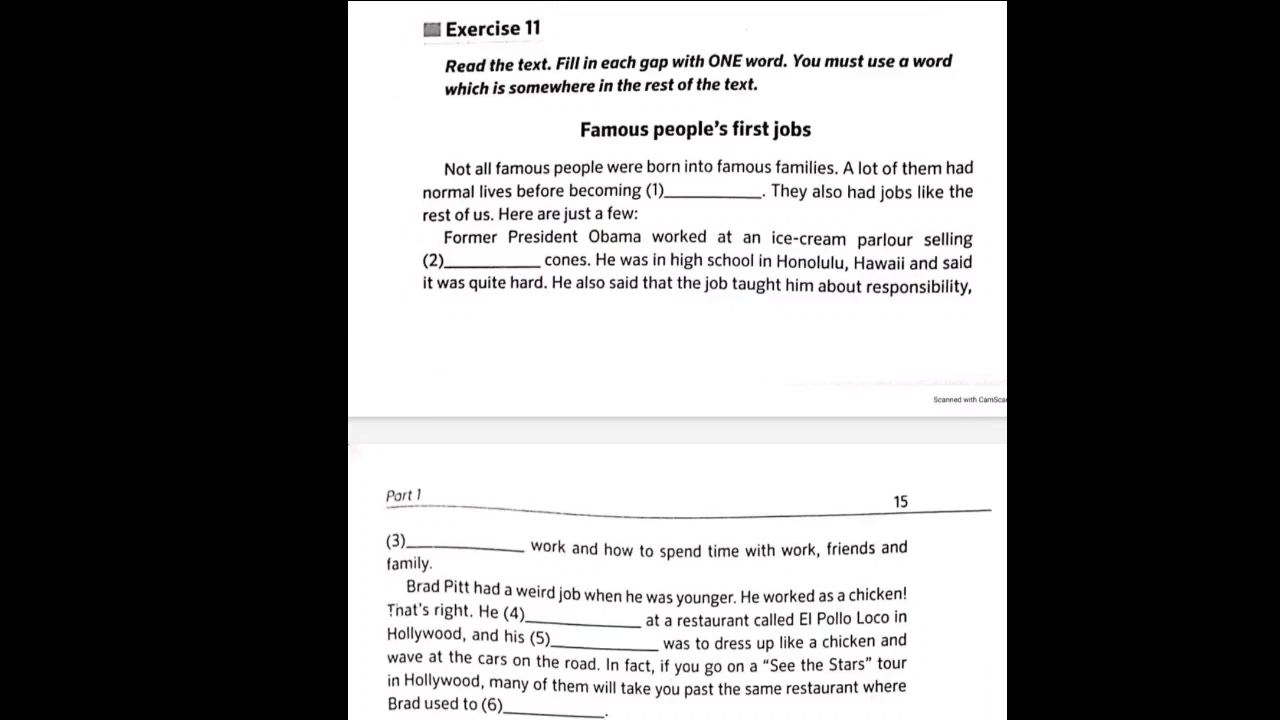 Exercise 11
Read the text. Fill in each gap with ONE word. You must use a word
which is somewhere in the rest of the text.
Famous people's first jobs
Not all famous people were born into famous families. A lot of them had
normal lives before becoming (1)__________. They also had jobs like the
rest of us. Here are just a few:
Former President Obama worked at an ice-cream parlour selling
(2)__________ cones. He was in high school in Honolulu, Hawaii and said
it was quite hard. He also said that the job taught him about responsibility,
Scanned with CamSca
Part 1
15
(3)__________ work and how to spend time with work, friends and
family.
Brad Pitt had a weird job when he was younger. He worked as a chicken!
That's right. He (4)__________ at a restaurant called El Pollo Loco in
Hollywood, and his (5)__________ was to dress up like a chicken and
wave at the cars on the road. In fact, if you go on a "See the Stars" tour
in Hollywood, many of them will take you past the same restaurant where
Brad used to (6)__________.